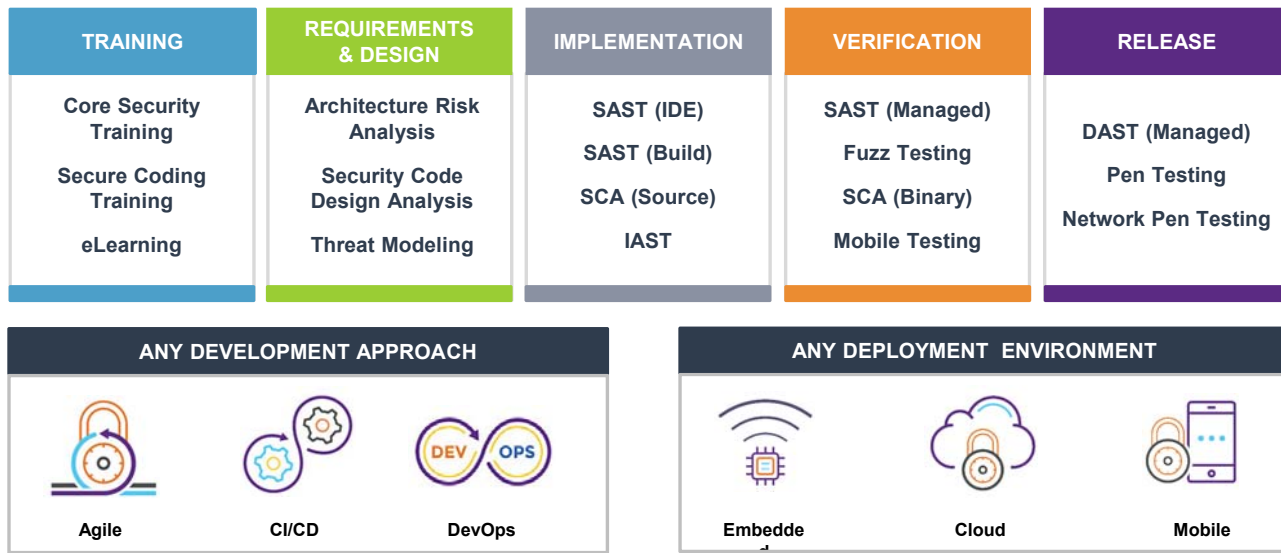 TRAINING
Core Security
Training
Secure Coding
Training
eLearning
REQUIREMENTS
& DESIGN
Architecture Risk
Analysis
Security Code
Design Analysis
Threat Modeling
IMPLEMENTATION
SAST (IDE)
SAST (Build)
SCA (Source)
IAST
VERIFICATION
SAST (Managed)
Fuzz Testing
SCA (Binary)
Mobile Testing
RELEASE
DAST (Managed)
Pen Testing
Network Pen Testing
ANY DEVELOPMENT APPROACH
DEV OPS
Agile
CI/CD
DevOps
ANY DEPLOYMENT ENVIRONMENT
Embedde
d
Cloud
Mobile